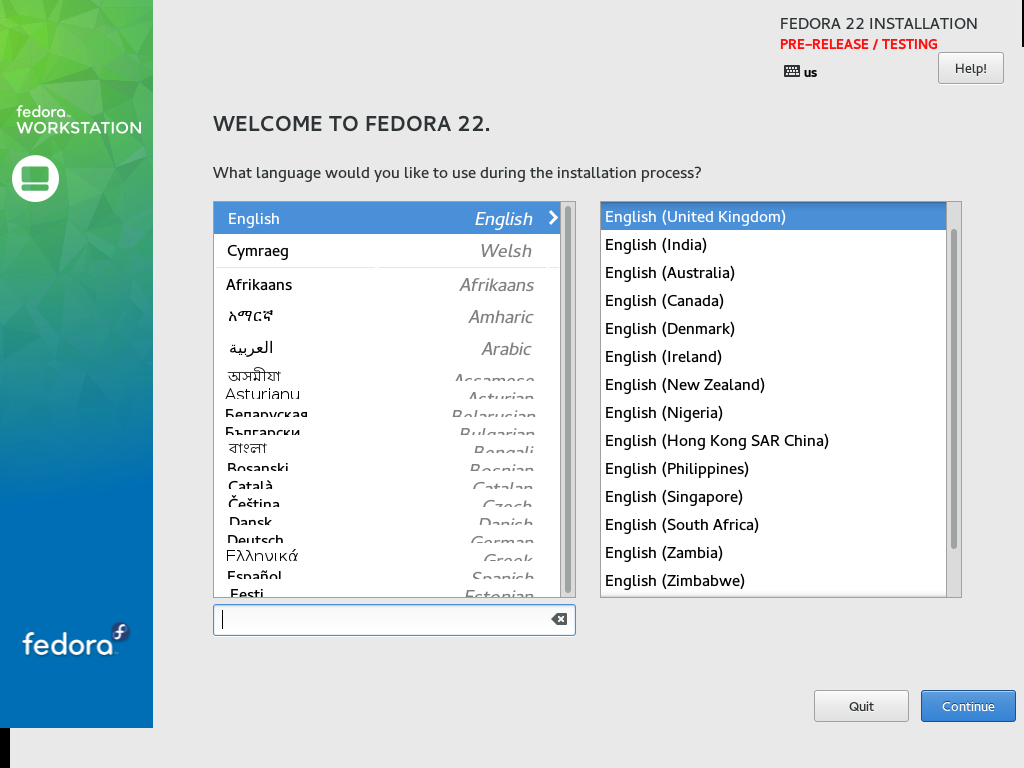 FEDORA 22 INSTALLATION
PRE-RELEASE / TESTING
us
Help!
fedora
WORKSTATION
WELCOME TO FEDORA 22.
What language would you like to use during the installation process?
English English
Cymraeg Welsh
Afrikaans Afrikaans
አማርኛ Amharic
العربية Arabic
অসমীয়া Assamese
Asturianu Asturian
Беларуская Belarusian
Български Bulgarian
বাংলা Bengali
Bosanski Bosnian
Català Catalan
Čeština Czech
Dansk Danish
Deutsch German
Ελληνικά Greek
Español Spanish
Eesti Estonian
English (United Kingdom)
English (India)
English (Australia)
English (Canada)
English (Denmark)
English (Ireland)
English (New Zealand)
English (Nigeria)
English (Hong Kong SAR China)
English (Philippines)
English (Singapore)
English (South Africa)
English (Zambia)
English (Zimbabwe)
fedora
Quit
Continue